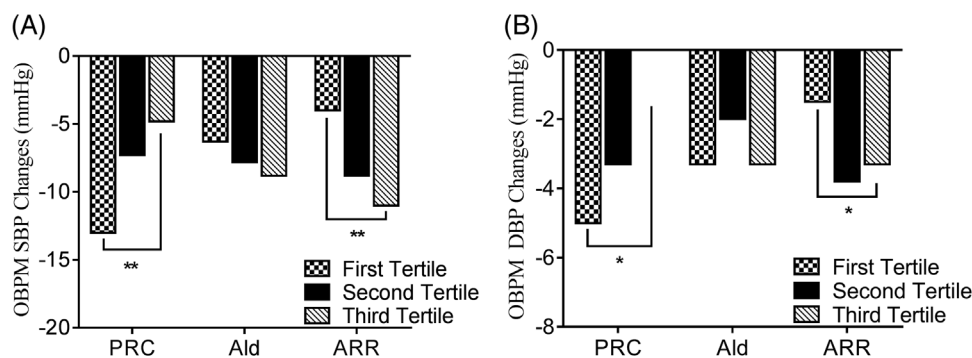 (A)
OBPM SBP Changes (mmHg)
0
-5
-10
-15
-20
**
**
First Tertile
Second Tertile
Third Tertile
PRC Ald ARR
(B)
OBPM DBP Changes (mmHg)
0
-2
-4
-6
-8
*
*
First Tertile
Second Tertile
Third Tertile
PRC Ald ARR